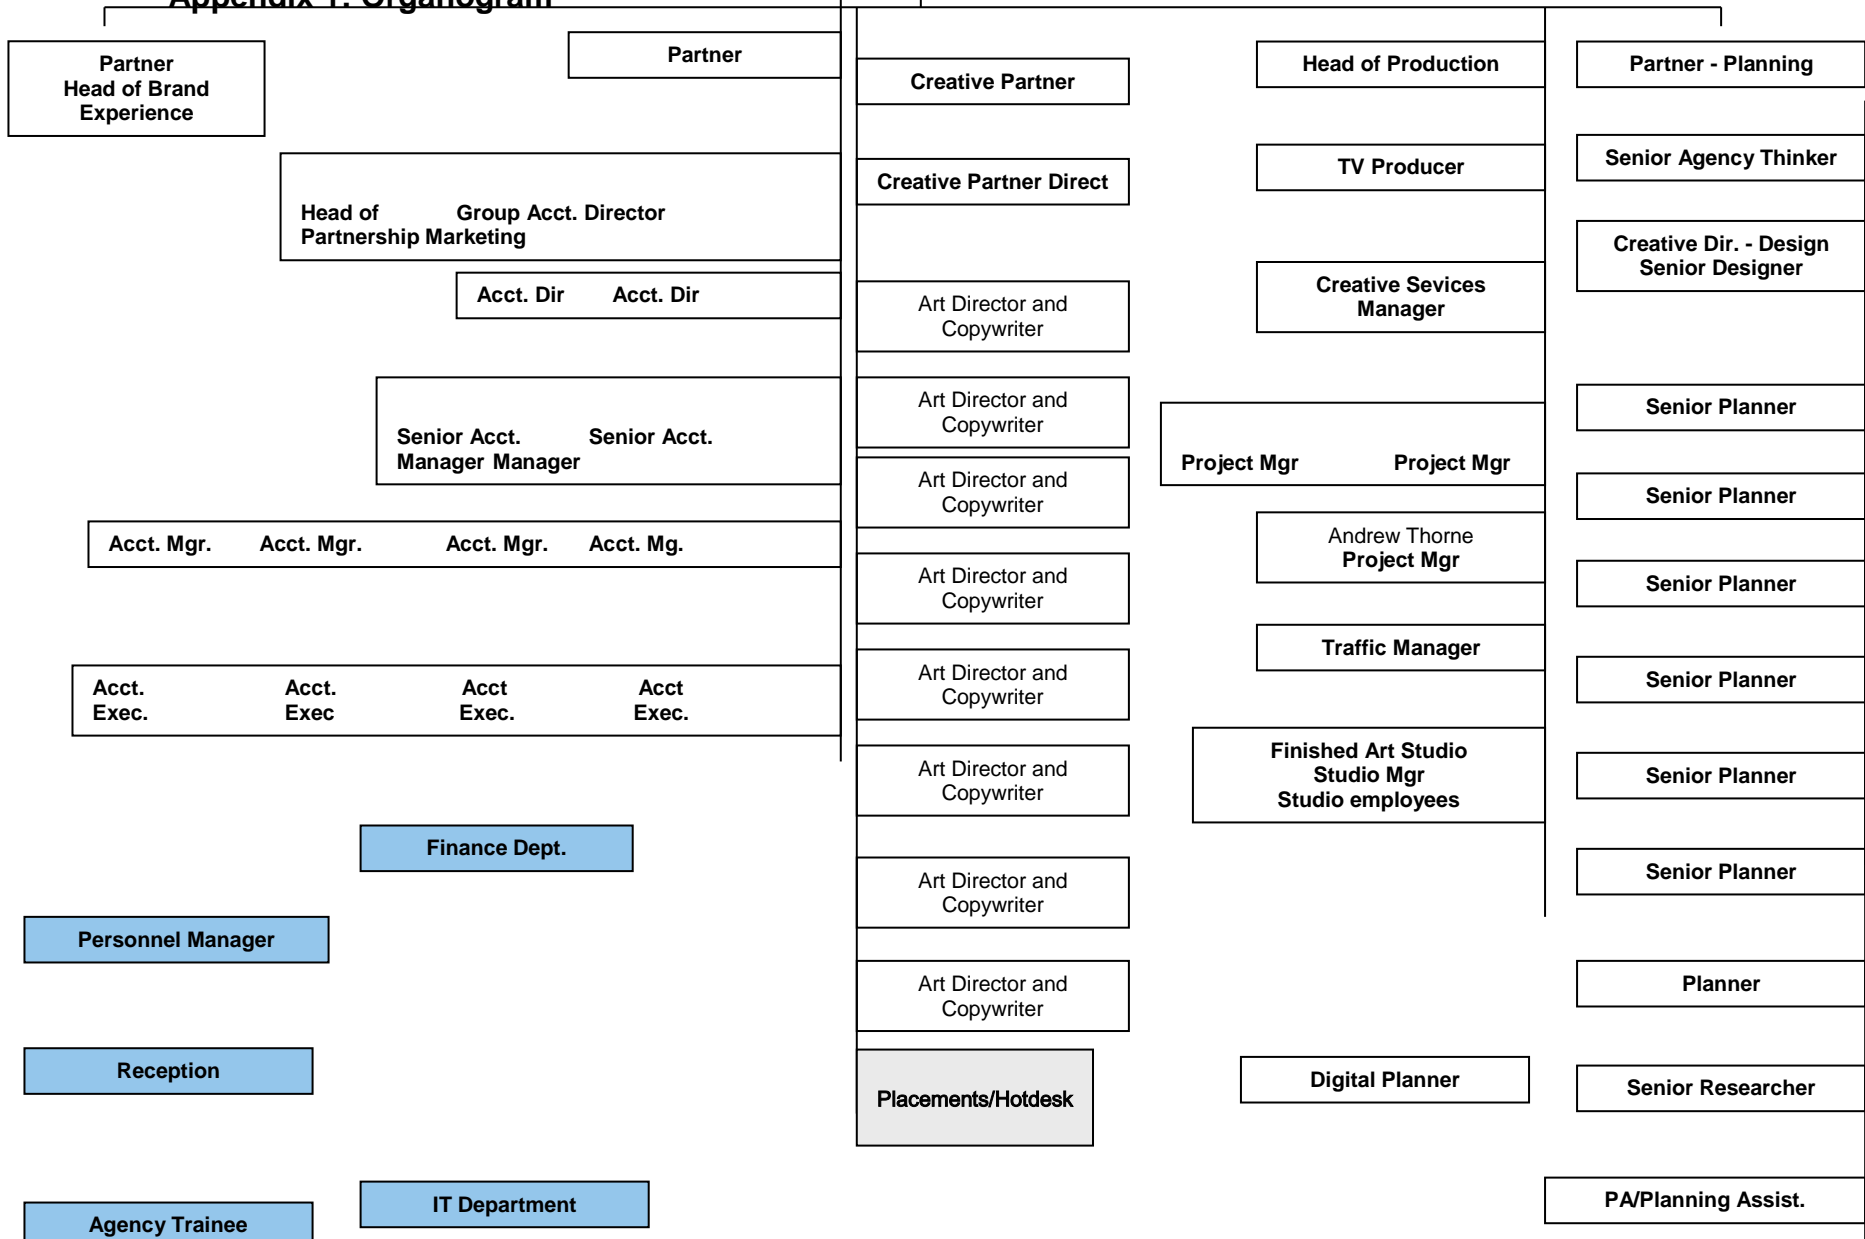 Appendix 1: Organogram
Partner
Head of Brand
Experience
Partner
Head of Group Acct. Director
Partnership Marketing
Acct. Dir Acct. Dir
Senior Acct. Senior Acct.
Manager Manager
Acct. Mgr. Acct. Mgr. Acct. Mgr. Acct. Mg.
Acct. Acct. Acct Acct
Exec. Exec Exec. Exec.
Finance Dept.
Personnel Manager
Reception
IT Department
Agency Trainee
Creative Partner
Creative Partner Direct
Art Director and
Copywriter
Art Director and
Copywriter
Art Director and
Copywriter
Art Director and
Copywriter
Art Director and
Copywriter
Art Director and
Copywriter
Art Director and
Copywriter
Art Director and
Copywriter
Placements/Hotdesk
Head of Production
TV Producer
Creative Sevices
Manager
Project Mgr Project Mgr
Andrew Thorne
Project Mgr
Traffic Manager
Finished Art Studio
Studio Mgr
Studio employees
Digital Planner
Partner - Planning
Senior Agency Thinker
Creative Dir. - Design
Senior Designer
Senior Planner
Senior Planner
Senior Planner
Senior Planner
Senior Planner
Senior Planner
Planner
Senior Researcher
PA/Planning Assist.